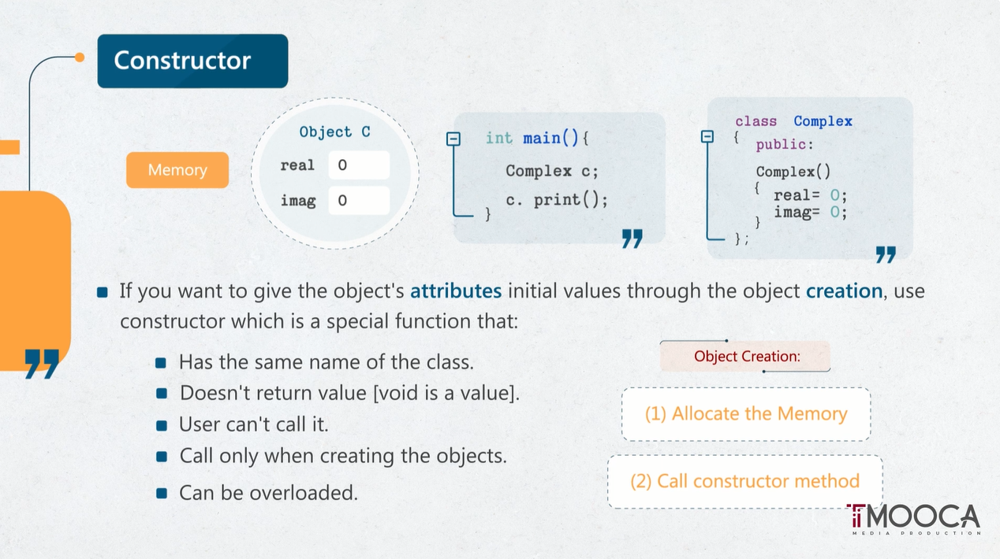 Constructor
Memory
Object C
real 0
imag 0
int main(){
Complex c;
c. print();
}
class Complex
{
public:
Complex()
{
real= 0;
imag= 0;
}
};
If you want to give the object's attributes initial values through the object creation, use
constructor which is a special function that:
Has the same name of the class.
Doesn't return value [void is a value].
User can't call it.
Call only when creating the objects.
Can be overloaded.
Object Creation:
(1) Allocate the Memory
(2) Call constructor method
TMOOCA
MEDIA PRODUCTION